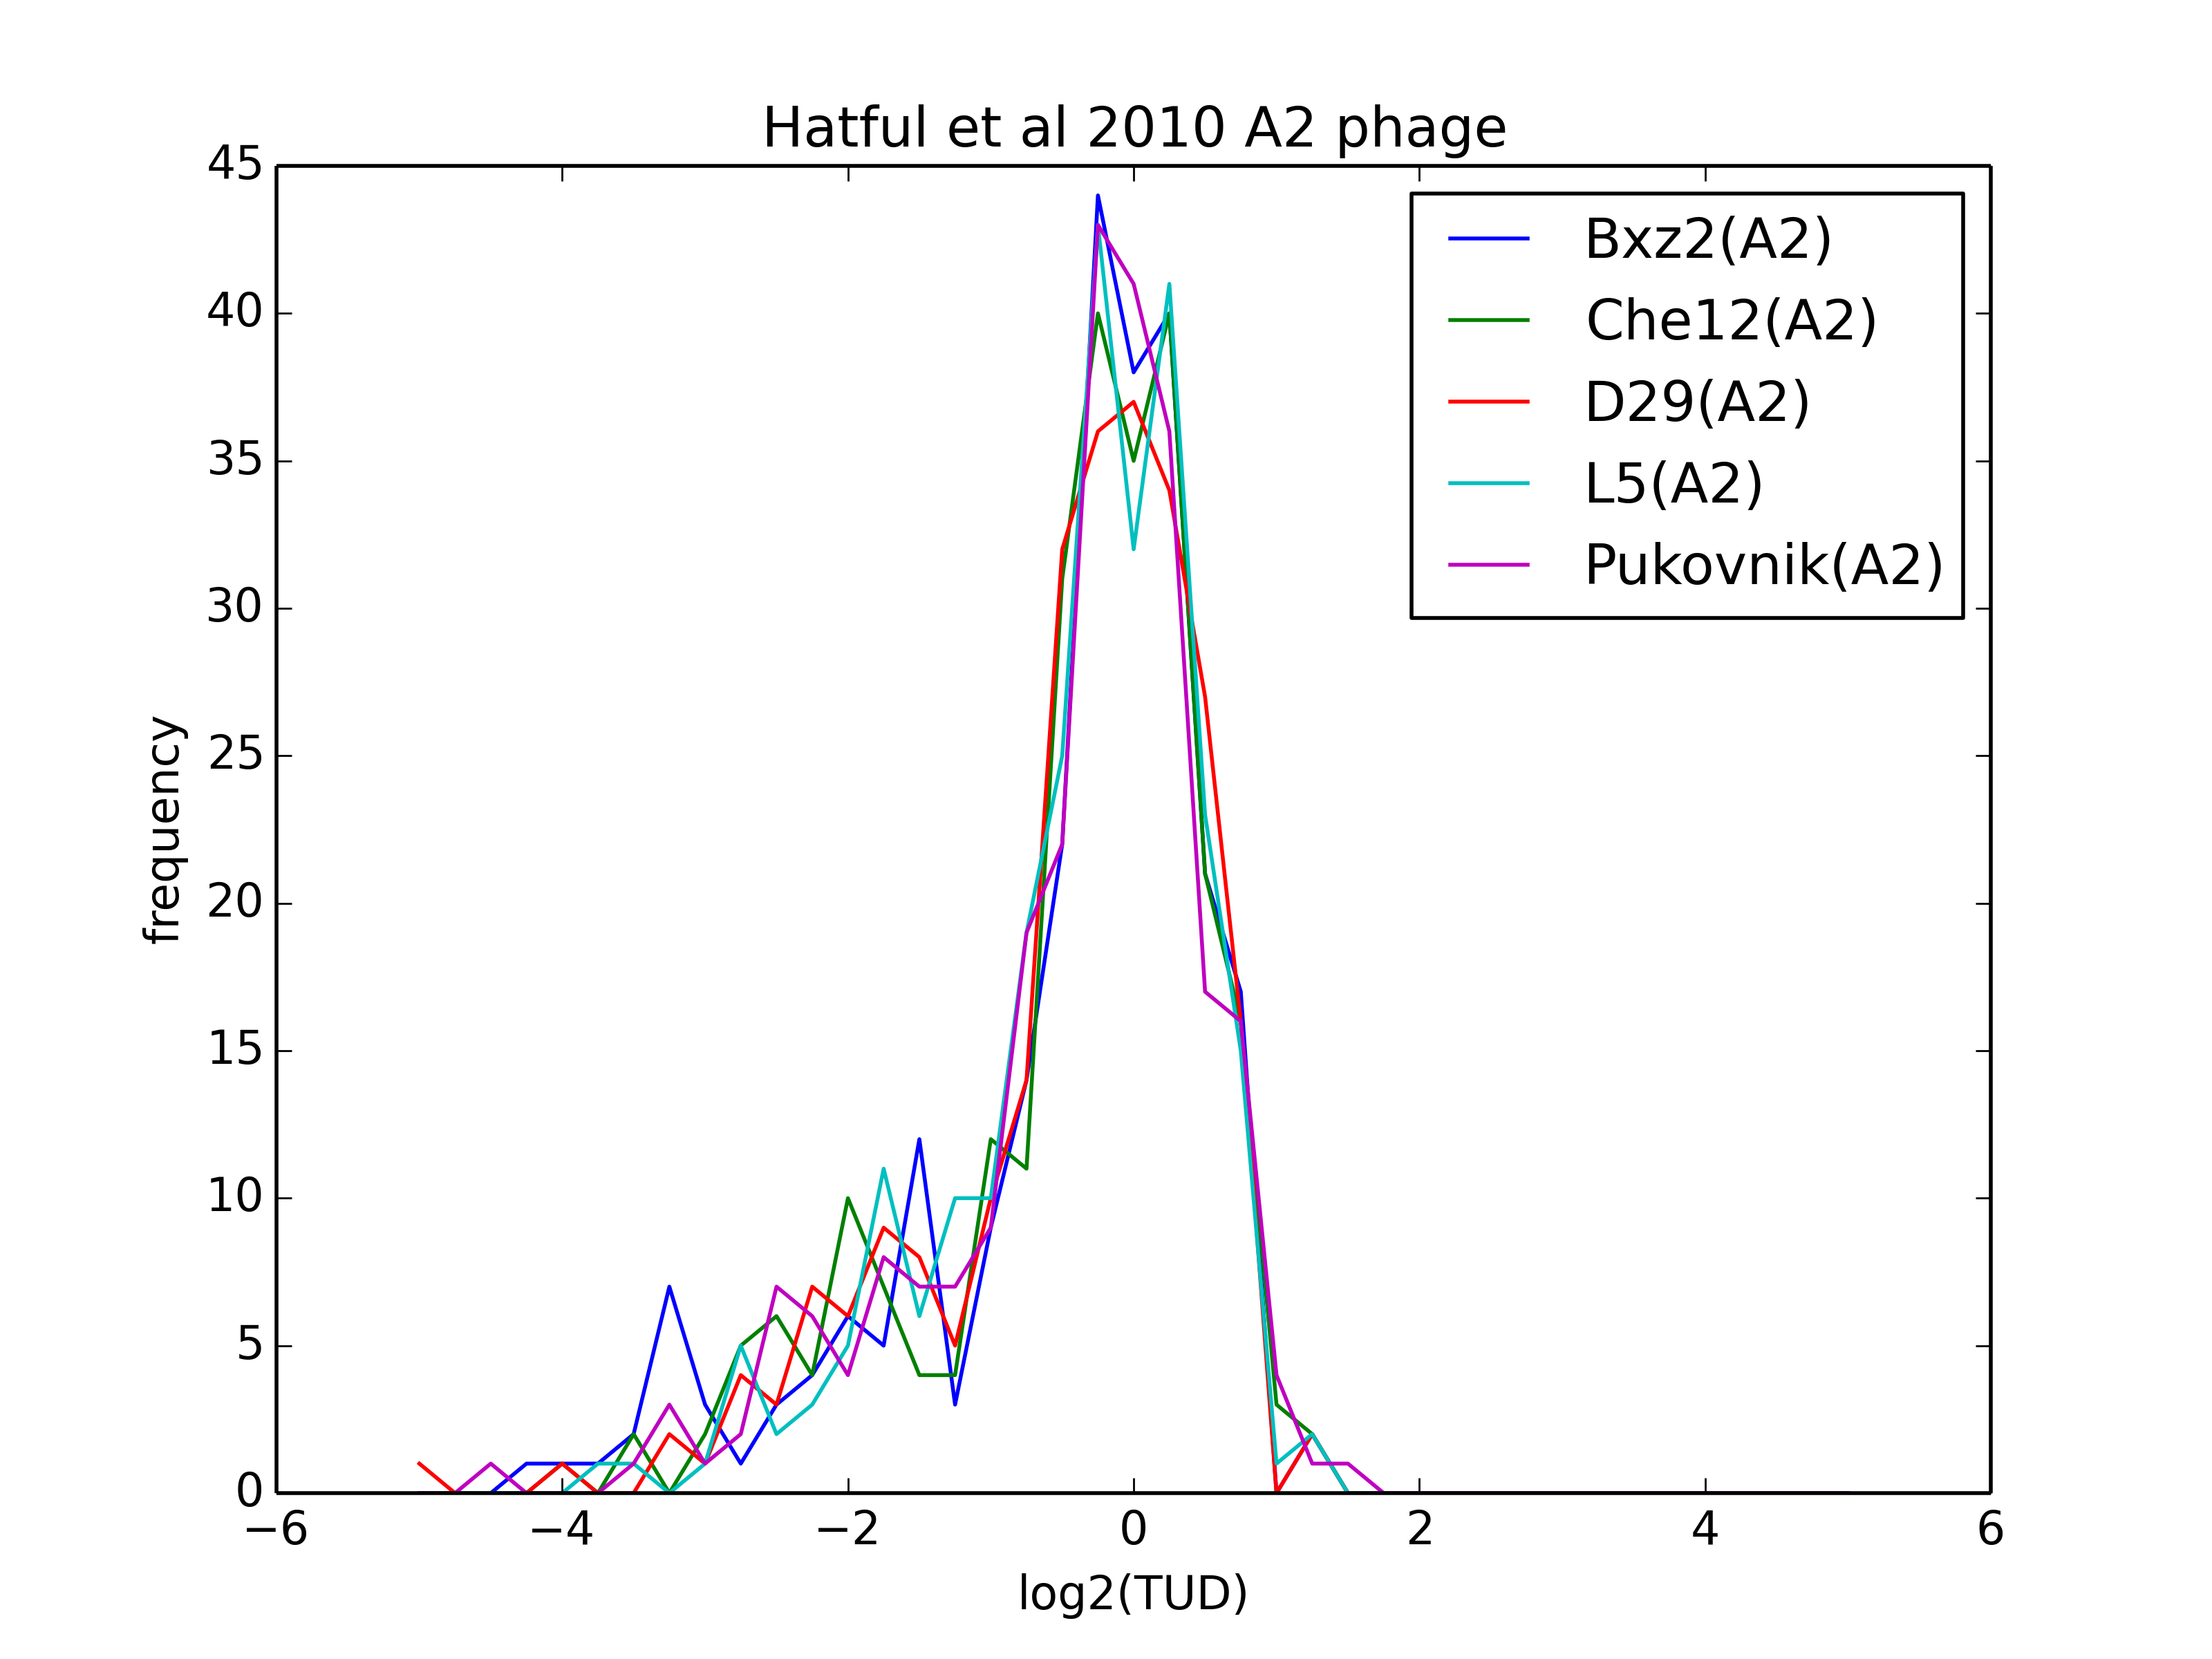 Hatful et al 2010 A2 phage
45
40
35
30
25
20
15
10
5
0
frequency
Bxz2(A2)
Che12(A2)
D29(A2)
L5(A2)
Pukovnik(A2)
−6 −4 −2 0 2 4 6
log2(TUD)